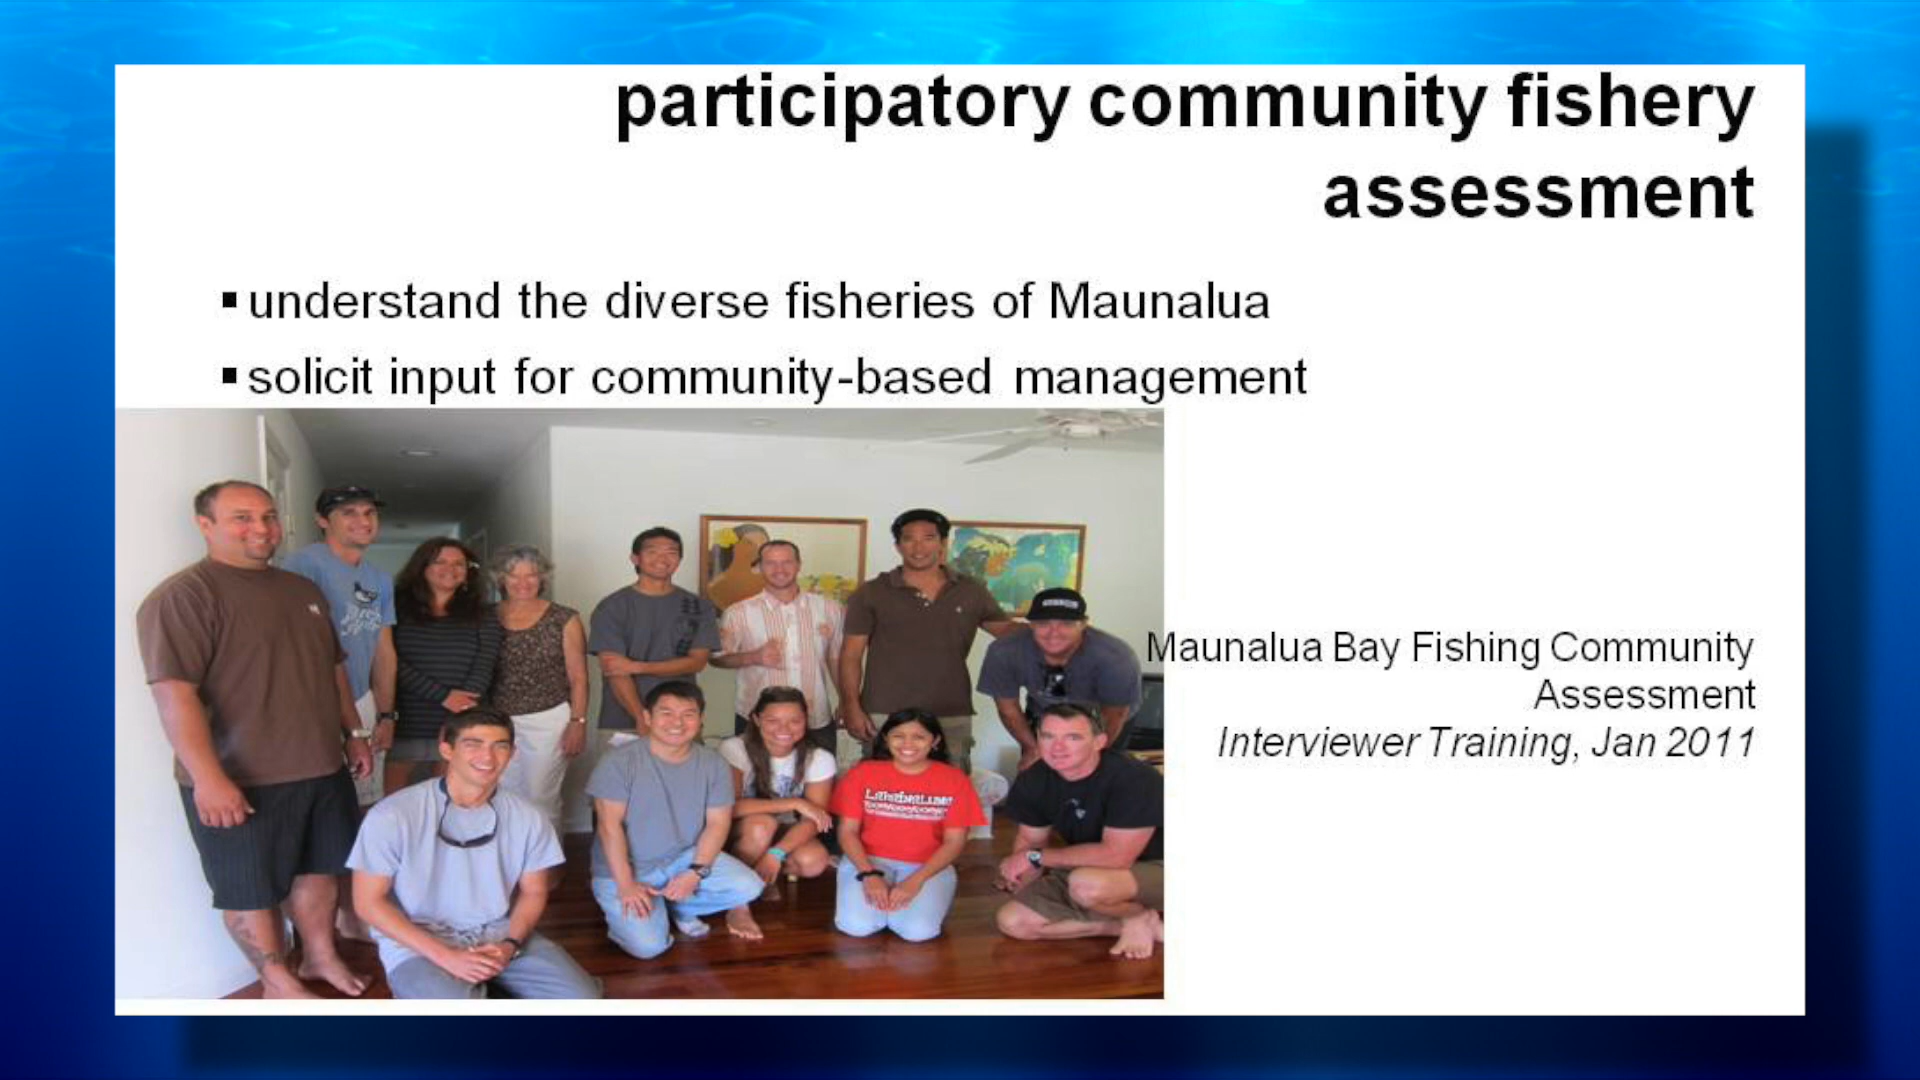 participatory community fishery
assessment
▪ understand the diverse fisheries of Maunalua
▪ solicit input for community-based management
Maunalua Bay Fishing Community
Assessment
Interviewer Training, Jan 2011